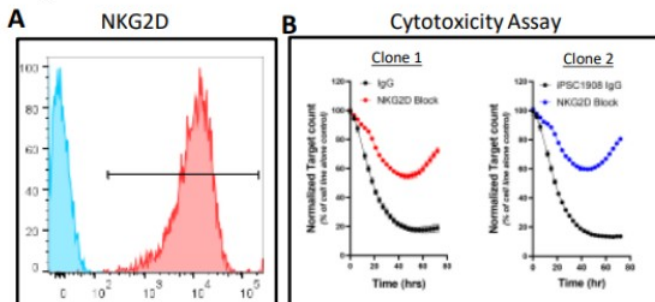 A
NKG2D
100
80
60
40
20
0
0
10²
10³
10⁴
10⁵
B
Cytotoxicity Assay
Clone 1
IgG
NKG2D Block
Normalized Target count
(% of cell line alone control)
120
100
80
60
40
20
0
20
40
60
80
Time (hrs)
Clone 2
iPSC1908 IgG
NKG2D Block
Normalized Target count
(% of cell line alone control)
120
100
80
60
40
20
0
20
40
60
80
Time (hr)